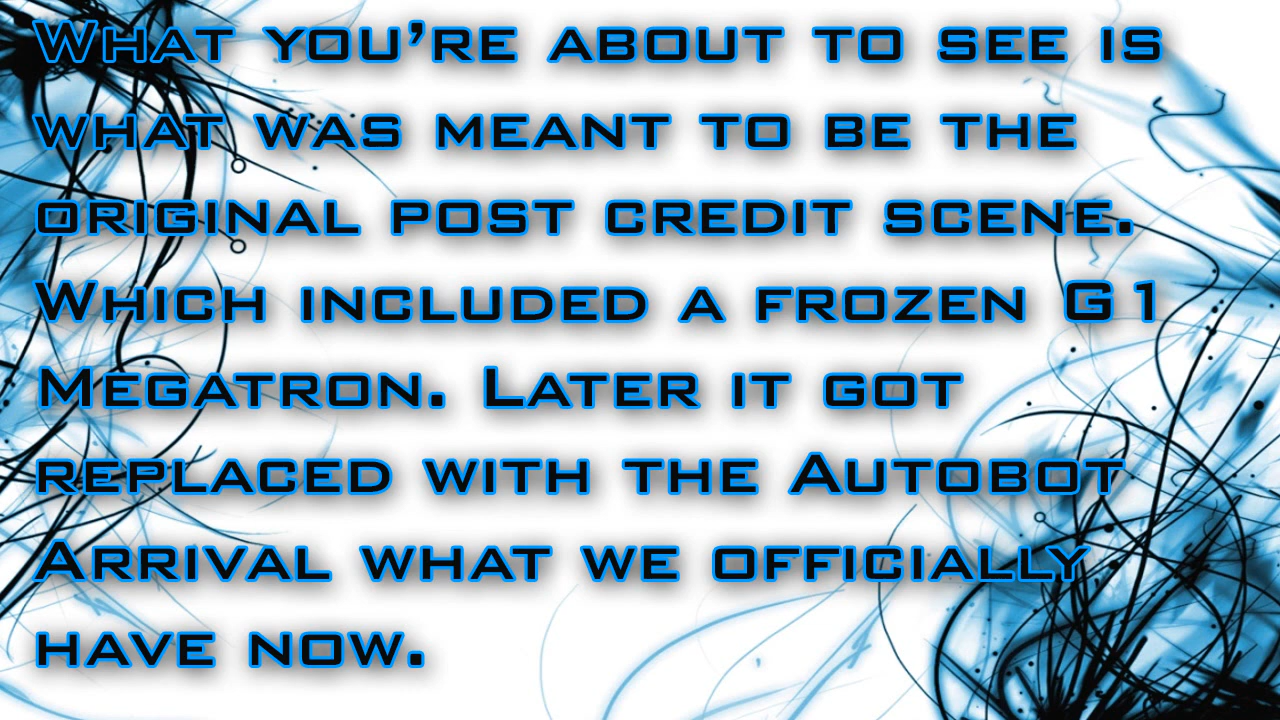 What you’re about to see is
what was meant to be the
original post credit scene.
Which included a frozen G1
Megatron. Later it got
replaced with the Autobot
Arrival what we officially
have now.